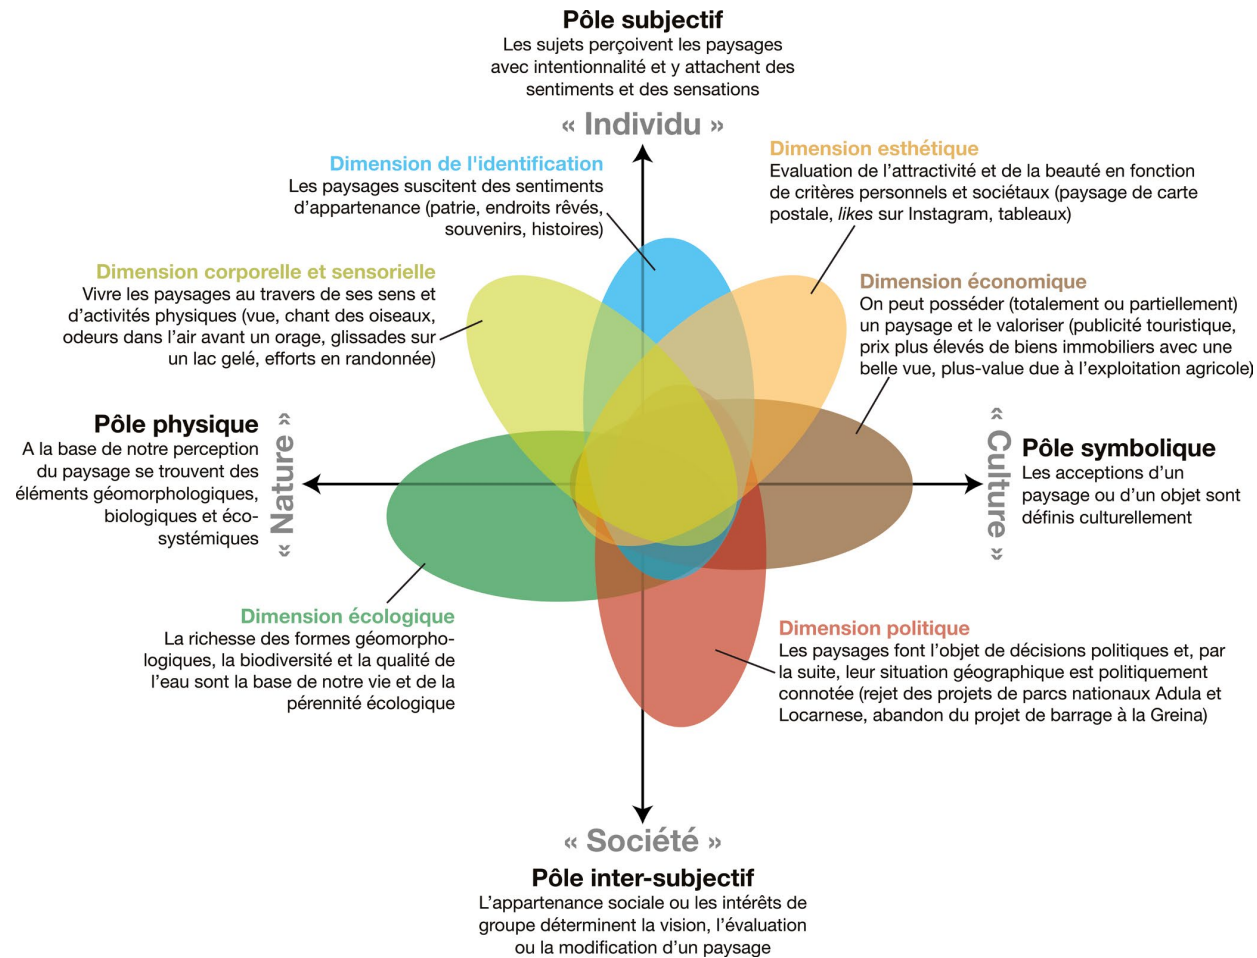 Pôle subjectif
Les sujets perçoivent les paysages
avec intentionnalité et y attachent des
sentiments et des sensations
« Individu »
Dimension de l'identification
Les paysages suscitent des sentiments
d’appartenance (patrie, endroits rêvés,
souvenirs, histoires)
Dimension esthétique
Evaluation de l’attractivité et de la beauté en fonction
de critères personnels et sociétaux (paysage de carte
postale, likes sur Instagram, tableaux)
Dimension corporelle et sensorielle
Vivre les paysages au travers de ses sens et
d’activités physiques (vue, chant des oiseaux,
odeurs dans l’air avant un orage, glissades sur
un lac gelé, efforts en randonnée)
Dimension économique
On peut posséder (totalement ou partiellement)
un paysage et le valoriser (publicité touristique,
prix plus élevés de biens immobiliers avec une
belle vue, plus-value due à l’exploitation agricole)
Pôle physique
A la base de notre perception
du paysage se trouvent des
éléments géomorphologiques,
biologiques et éco-
systémiques
« Nature »
« Culture »
Pôle symbolique
Les acceptions d’un
paysage ou d’un objet sont
définis culturellement
Dimension écologique
La richesse des formes géomorpho-
logiques, la biodiversité et la qualité de
l’eau sont la base de notre vie et de la
pérennité écologique
Dimension politique
Les paysages font l’objet de décisions politiques et, par
la suite, leur situation géographique est politiquement
connotée (rejet des projets de parcs nationaux Adula et
Locarnese, abandon du projet de barrage à la Greina)
« Société »
Pôle inter-subjectif
L’appartenance sociale ou les intérêts de
groupe déterminent la vision, l’évaluation
ou la modification d’un paysage